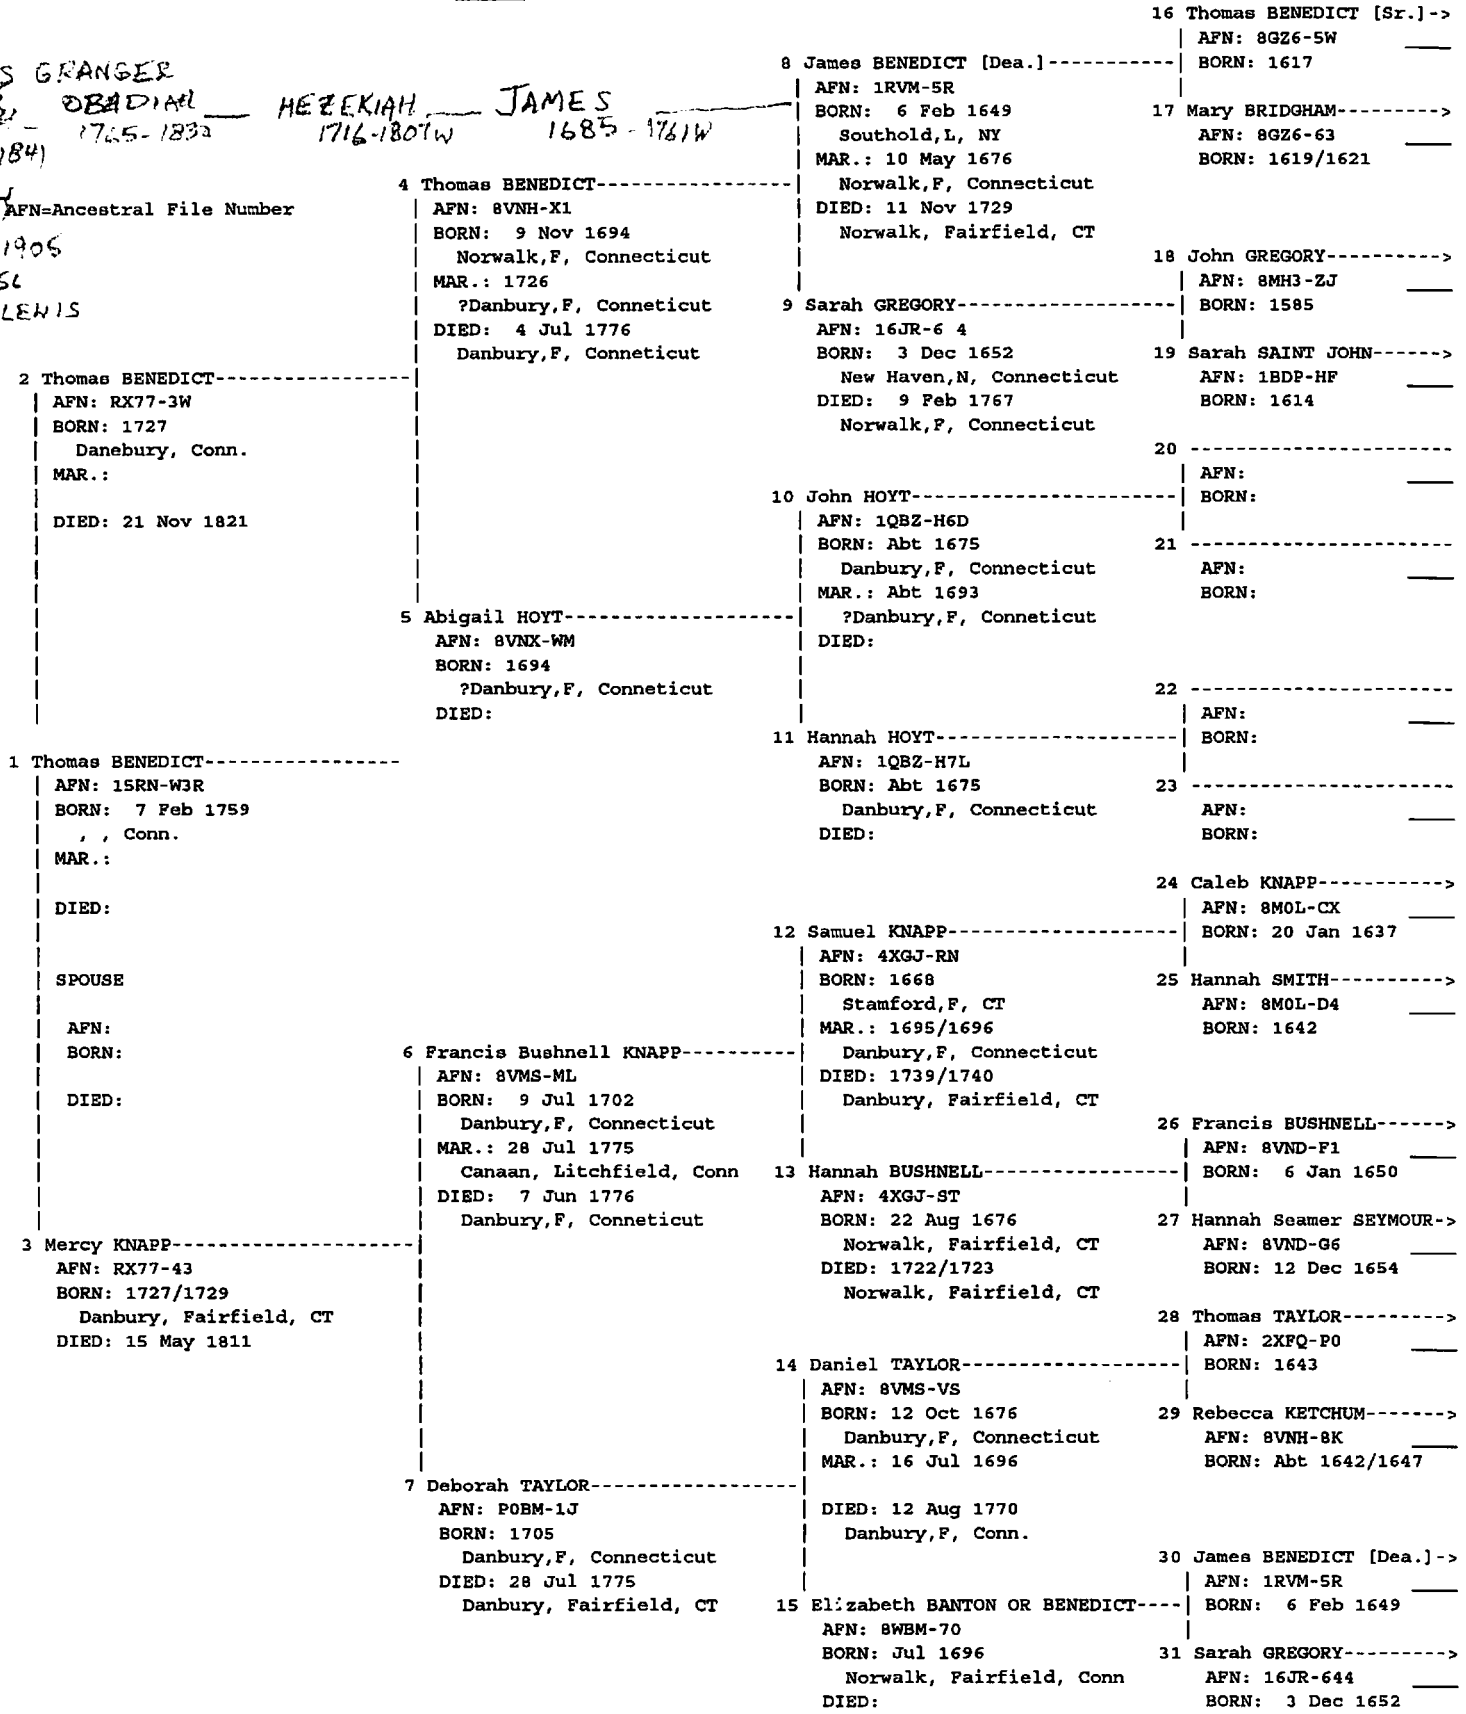 S GRANGER
OBADIAH HEZEKIAH JAMES
1765-1832 1716-1807W 1685-1761W
1841
AFN=Ancestral File Number
1905
LEWIS
1 Thomas BENEDICT-----------------
AFN: 15RN-W3R
BORN: 7 Feb 1759
, , Conn.
MAR.:
DIED:
SPOUSE
AFN:
BORN:
DIED:
2 Thomas BENEDICT-----------------
AFN: RX77-3W
BORN: 1727
Danebury, Conn.
MAR.:
DIED: 21 Nov 1821
3 Mercy KNAPP---------------------
AFN: RX77-43
BORN: 1727/1729
Danbury, Fairfield, CT
DIED: 15 May 1811
4 Thomas BENEDICT-----------------
AFN: 8VNH-X1
BORN: 9 Nov 1694
Norwalk,F, Connecticut
MAR.: 1726
?Danbury,F, Conneticut
DIED: 4 Jul 1776
Danbury,F, Conneticut
5 Abigail HOYT--------------------
AFN: 8VNX-WM
BORN: 1694
?Danbury,F, Conneticut
DIED:
6 Francis Bushnell KNAPP----------
AFN: 8VMS-ML
BORN: 9 Jul 1702
Danbury,F, Connecticut
MAR.: 28 Jul 1775
Canaan, Litchfield, Conn
DIED: 7 Jun 1776
Danbury,F, Conneticut
7 Deborah TAYLOR------------------
AFN: P0BM-1J
BORN: 1705
Danbury,F, Connecticut
DIED: 28 Jul 1775
Danbury, Fairfield, CT
8 James BENEDICT [Dea.]-----------
AFN: 1RVM-5R
BORN: 6 Feb 1649
Southold,L, NY
MAR.: 10 May 1676
Norwalk,F, Connecticut
DIED: 11 Nov 1729
Norwalk, Fairfield, CT
9 Sarah GREGORY-------------------
AFN: 16JR-6 4
BORN: 3 Dec 1652
New Haven,N, Connecticut
DIED: 9 Feb 1767
Norwalk,F, Connecticut
10 John HOYT----------------------
AFN: 1QBZ-H6D
BORN: Abt 1675
Danbury,F, Connecticut
MAR.: Abt 1693
?Danbury,F, Conneticut
DIED:
11 Hannah HOYT--------------------
AFN: 1QBZ-H7L
BORN: Abt 1675
Danbury,F, Connecticut
DIED:
12 Samuel KNAPP-------------------
AFN: 4XGJ-RN
BORN: 1668
Stamford,F, CT
MAR.: 1695/1696
Danbury,F, Connecticut
DIED: 1739/1740
Danbury, Fairfield, CT
13 Hannah BUSHNELL----------------
AFN: 4XGJ-ST
BORN: 22 Aug 1676
Norwalk, Fairfield, CT
DIED: 1722/1723
Norwalk, Fairfield, CT
14 Daniel TAYLOR------------------
AFN: 8VMS-VS
BORN: 12 Oct 1676
Danbury,F, Connecticut
MAR.: 16 Jul 1696
DIED: 12 Aug 1770
Danbury,F, Conn.
15 Elizabeth BANTON OR BENEDICT----
AFN: 8WBM-70
BORN: Jul 1696
Norwalk, Fairfield, Conn
DIED:
16 Thomas BENEDICT [Sr.]->
AFN: 8GZ6-5W
BORN: 1617
17 Mary BRIDGHAM--------->
AFN: 8GZ6-63
BORN: 1619/1621
18 John GREGORY---------->
AFN: 8MH3-ZJ
BORN: 1585
19 Sarah SAINT JOHN------>
AFN: 1BDP-HF
BORN: 1614
20 -----------------------
AFN:
BORN:
21 -----------------------
AFN:
BORN:
22 -----------------------
AFN:
BORN:
23 -----------------------
AFN:
BORN:
24 Caleb KNAPP----------->
AFN: 8M0L-CX
BORN: 20 Jan 1637
25 Hannah SMITH---------->
AFN: 8M0L-D4
BORN: 1642
26 Francis BUSHNELL------>
AFN: 8VND-F1
BORN: 6 Jan 1650
27 Hannah Seamer SEYMOUR->
AFN: 8VND-G6
BORN: 12 Dec 1654
28 Thomas TAYLOR--------->
AFN: 2XFQ-P0
BORN: 1643
29 Rebecca KETCHUM------->
AFN: 8VNH-8K
BORN: Abt 1642/1647
30 James BENEDICT [Dea.]->
AFN: 1RVM-5R
BORN: 6 Feb 1649
31 Sarah GREGORY--------->
AFN: 16JR-644
BORN: 3 Dec 1652